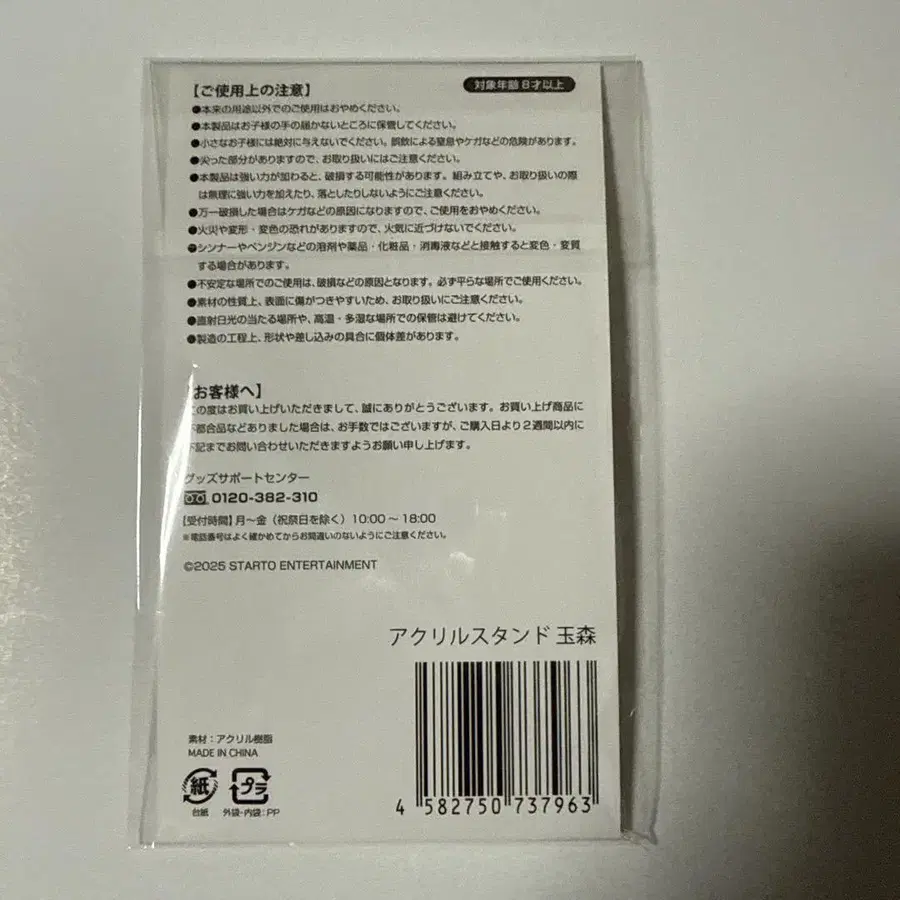 【ご使用上の注意】
対象年齢 8才以上
●本来の用途以外でのご使用はおやめください。
●本製品はお子様の手の届かないところに保管してください。
●小さなお子様には絶対に与えないでください。誤飲による窒息やケガなどの危険があります。
●尖った部分がありますので、お取り扱いにはご注意ください。
●本製品は強い力が加わると、破損する可能性があります。組み立てや、お取り扱いの際
は無理に強い力を加えたり、落としたりしないようにご注意ください。
●万一破損した場合はケガなどの原因になりますので、ご使用をおやめください。
●火災や変形・変色の恐れがありますので、火気に近づけないでください。
●シンナーやベンジンなどの溶剤や薬品・化粧品・消毒液などと接触すると変色・変質
する場合があります。
●不安定な場所でのご使用は、破損などの原因となります。必ず平らな場所でご使用ください。
●素材の性質上、表面に傷がつきやすいため、お取り扱いにご注意ください。
●直射日光の当たる場所や、高温・多湿な場所での保管は避けてください。
●製造の工程上、形状や差し込みの具合に個体差があります。
【お客様へ】
この度はお買い上げいただきまして、誠にありがとうございます。お買い上げ商品に
不都合品などありました場合は、お手数ではございますが、ご購入日より2週間以内に
下記までお問い合わせいただきますようお願い申し上げます。
グッズサポートセンター
0120-382-310
【受付時間】月～金（祝祭日を除く）10:00～18:00
※電話番号はよく確かめてからお間違いのないようにご注意ください。
©2025 STARTO ENTERTAINMENT
アクリルスタンド 玉森
素材：アクリル樹脂
MADE IN CHINA
紙
プラ
台紙
外袋・内袋：PP
4 582750 737963